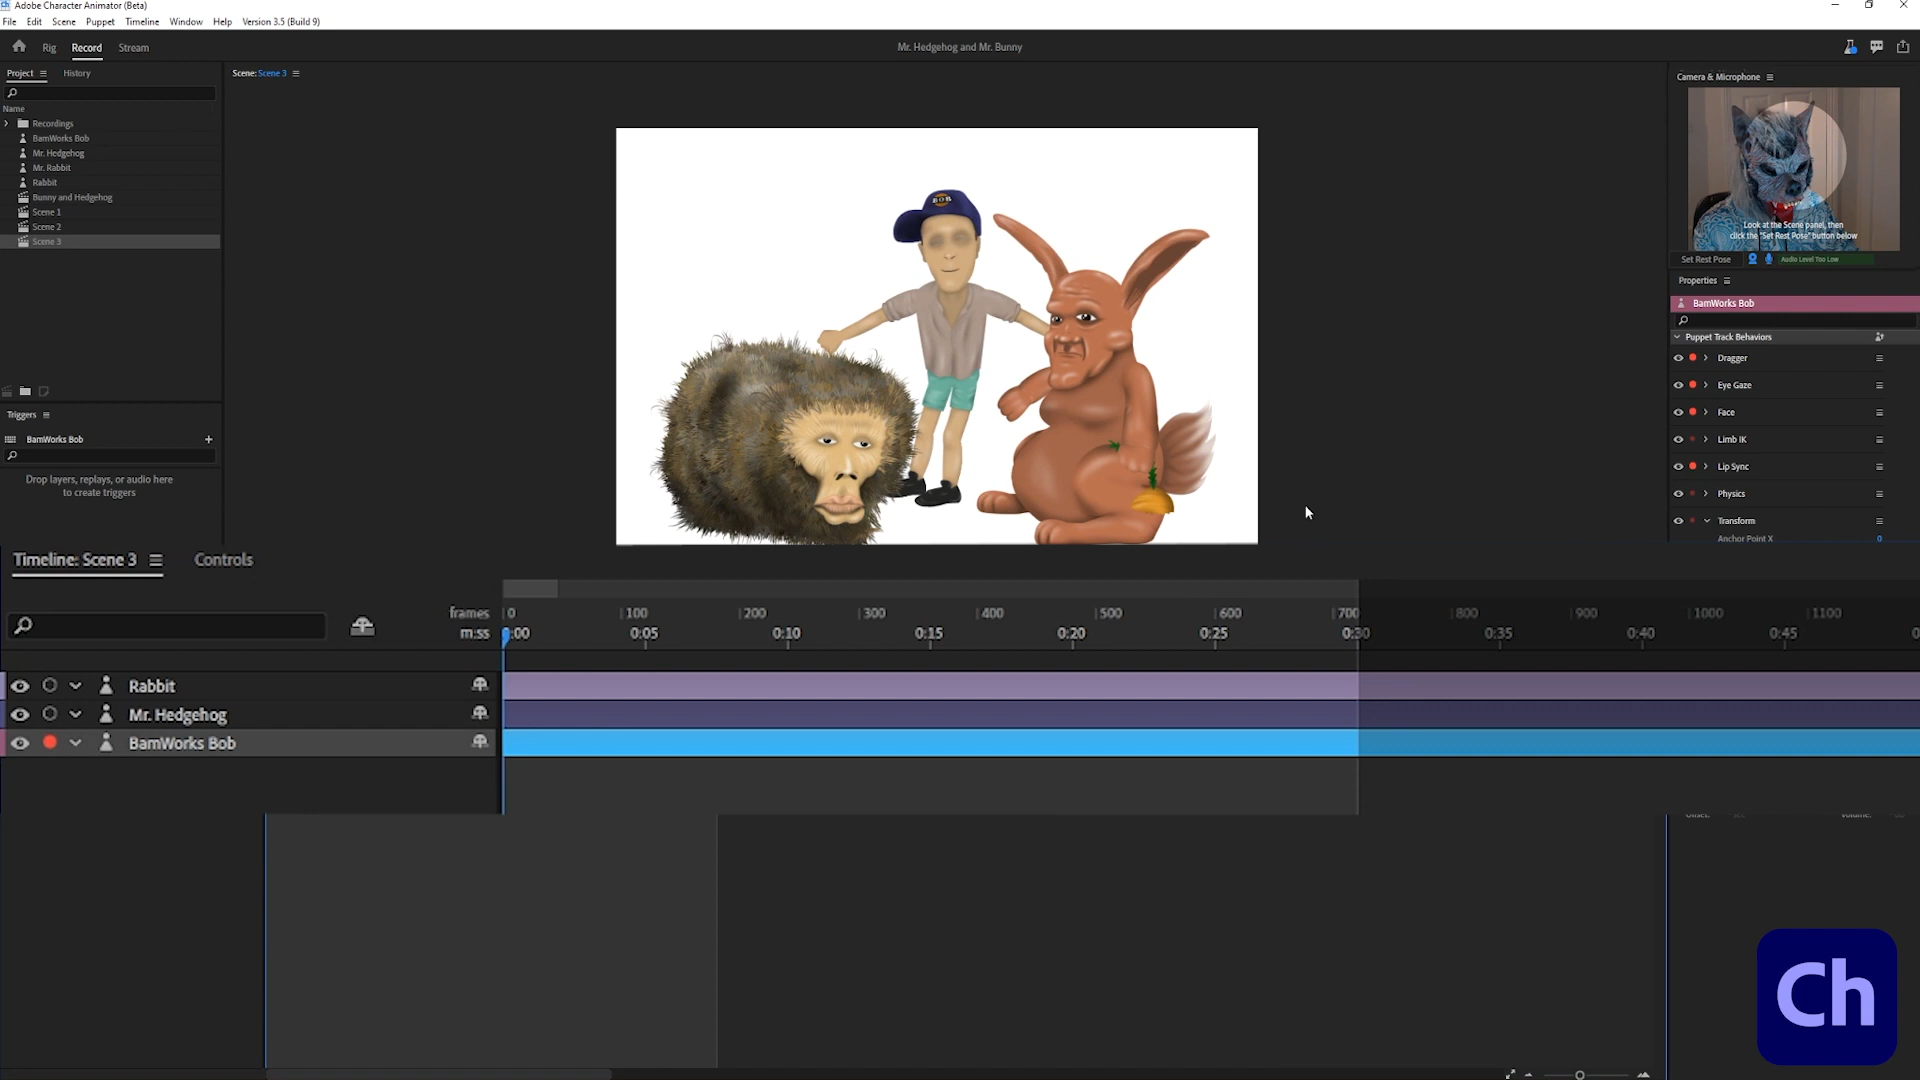 Ch Adobe Character Animator (Beta)
File Edit Scene Puppet Timeline Window Help Version 3.5 (Build 9)
Rig Record Stream
Mr. Hedgehog and Mr. Bunny
Project History
Scene: Scene 3
Camera & Microphone
Name
Recordings
BamWorks Bob
Mr. Hedgehog
Mr. Rabbit
Rabbit
Bunny and Hedgehog
Scene 1
Scene 2
Scene 3
BOB
Look at the Scene panel, then
click the "Set Rest Pose" button below
Set Rest Pose Audio Level Too Low
Properties
BamWorks Bob
Puppet Track Behaviors
Dragger
Eye Gaze
Face
Limb IK
Lip Sync
Physics
Transform
Anchor Point X 0
Triggers
BamWorks Bob
Drop layers, replays, or audio here
to create triggers
Timeline: Scene 3 Controls
frames 0 100 200 300 400 500 600 700 800 900 1000 1100
m:ss 0:00 0:05 0:10 0:15 0:20 0:25 0:30 0:35 0:40 0:45
Rabbit
Mr. Hedgehog
BamWorks Bob
Ch